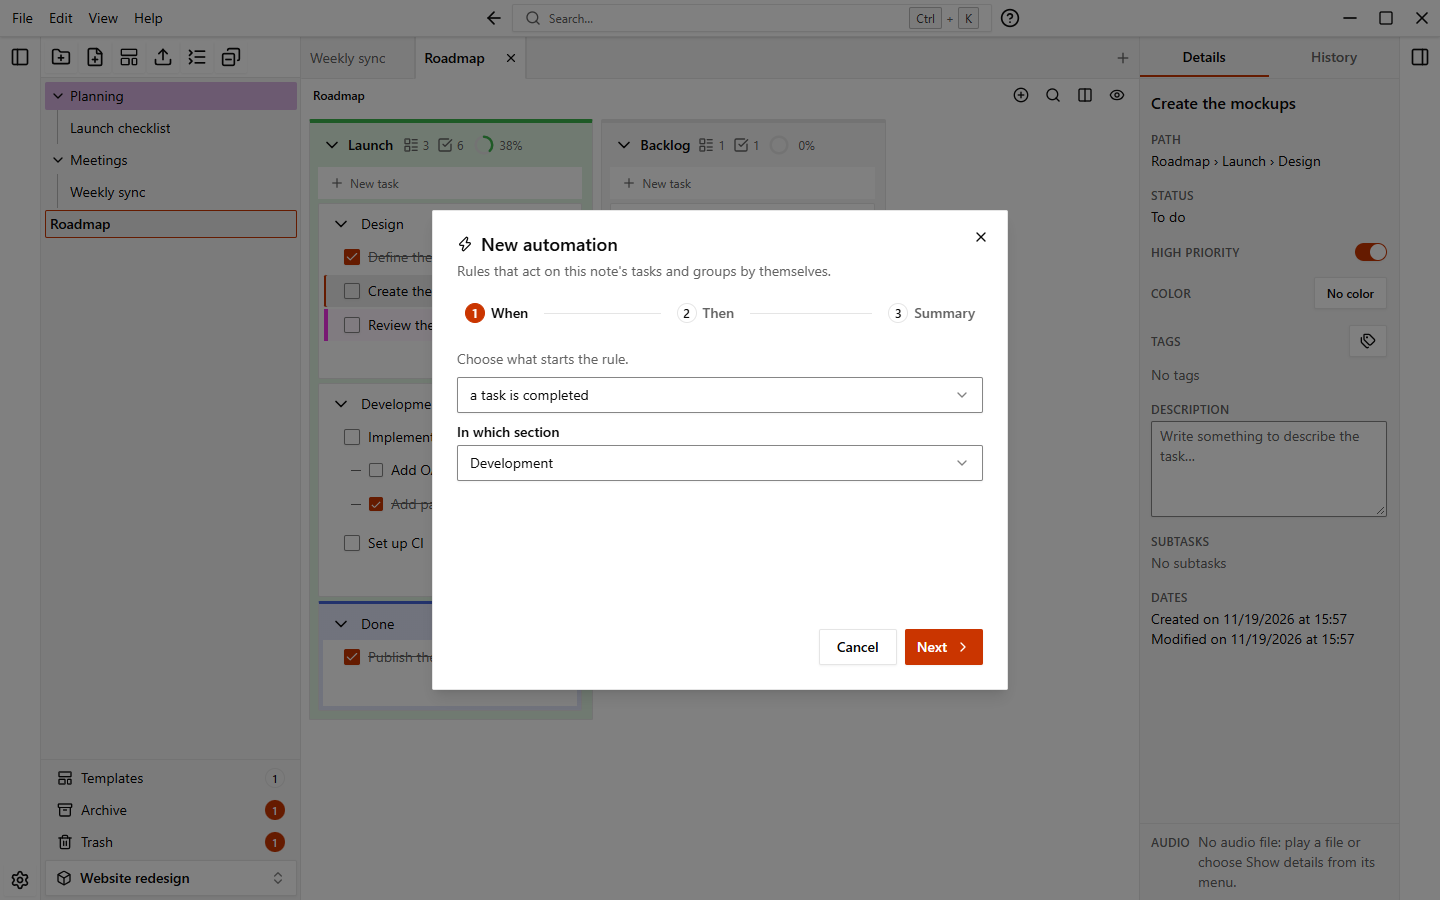 File Edit View Help
Search...
Ctrl + K
Weekly sync
Roadmap
Details
History
Planning
Launch checklist
Meetings
Weekly sync
Roadmap
Roadmap
Launch 3 6 38%
New task
Backlog 1 1 0%
New task
Design
Define the
Create the
Review the
Developme
Implement
Add O
Add pa
Set up CI
Done
Publish the
New automation
Rules that act on this note's tasks and groups by themselves.
1 When
2 Then
3 Summary
Choose what starts the rule.
a task is completed
In which section
Development
Cancel
Next
Create the mockups
PATH
Roadmap › Launch › Design
STATUS
To do
HIGH PRIORITY
COLOR
No color
TAGS
No tags
DESCRIPTION
Write something to describe the
task...
SUBTASKS
No subtasks
DATES
Created on 11/19/2026 at 15:57
Modified on 11/19/2026 at 15:57
AUDIO No audio file: play a file or
choose Show details from its
menu.
Templates 1
Archive 1
Trash 1
Website redesign